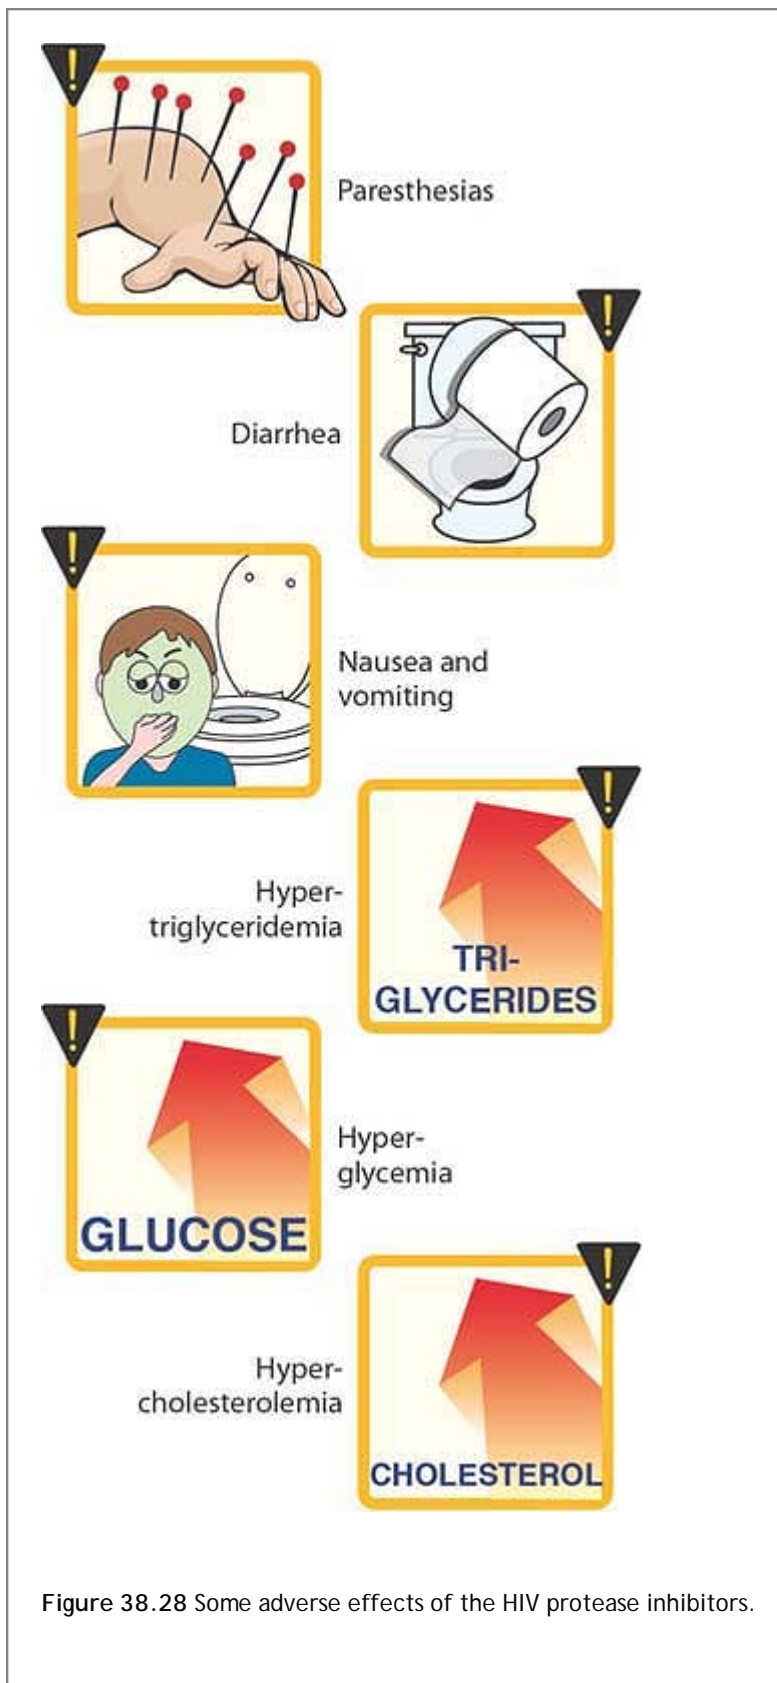 !
Paresthesias
!
Diarrhea
!
Nausea and
vomiting
!
Hyper-
triglyceridemia
TRI-
GLYCERIDES
!
Hyper-
glycemia
GLUCOSE
!
Hyper-
cholesterolemia
CHOLESTEROL
Figure 38.28 Some adverse effects of the HIV protease inhibitors.